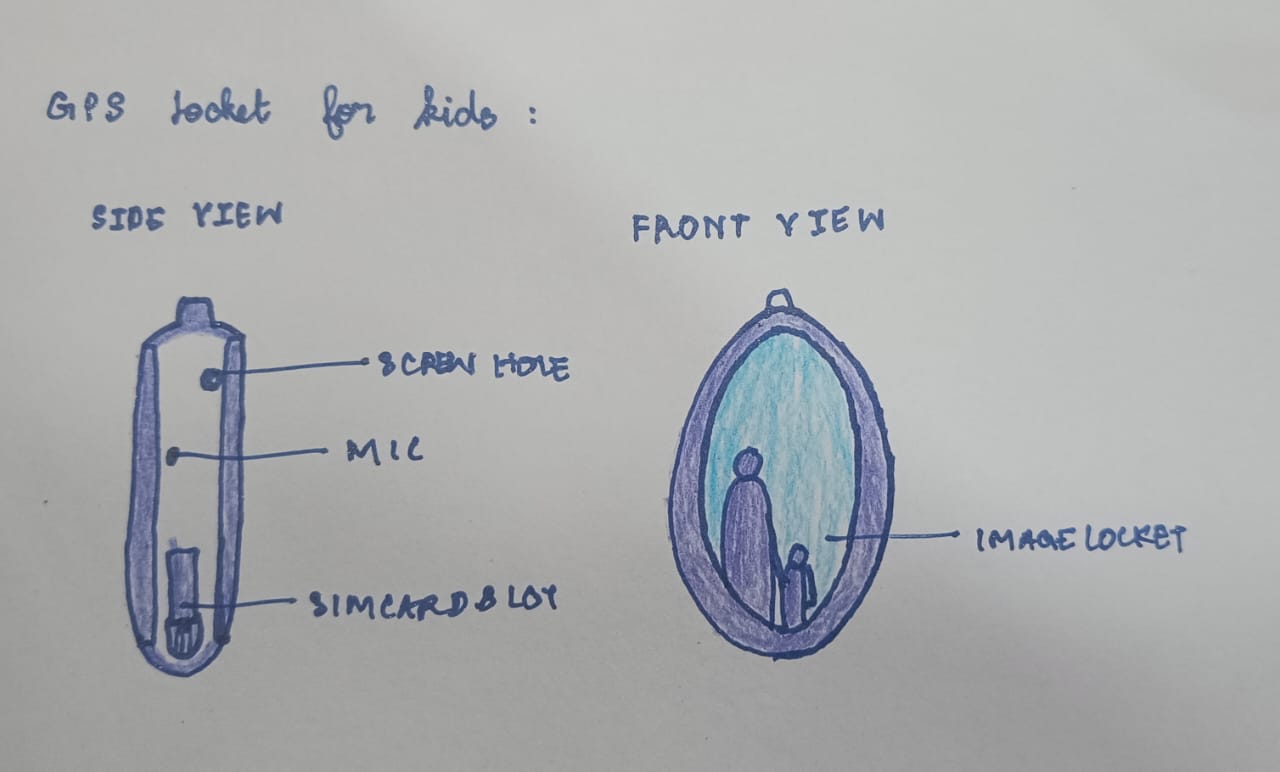 GPS locket for kids :
SIDE VIEW
FRONT VIEW
SCREW HOLE
MIC
IMAGE LOCKET
SIMCARD SLOT